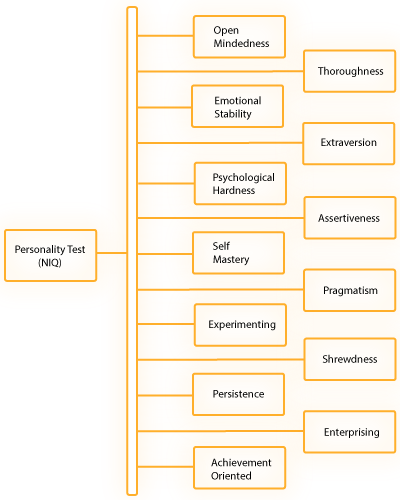 Open
Mindedness
Thoroughness
Emotional
Stability
Extraversion
Psychological
Hardness
Assertiveness
Self
Mastery
Personality Test
(NIQ)
Pragmatism
Experimenting
Shrewdness
Persistence
Enterprising
Achievement
Oriented